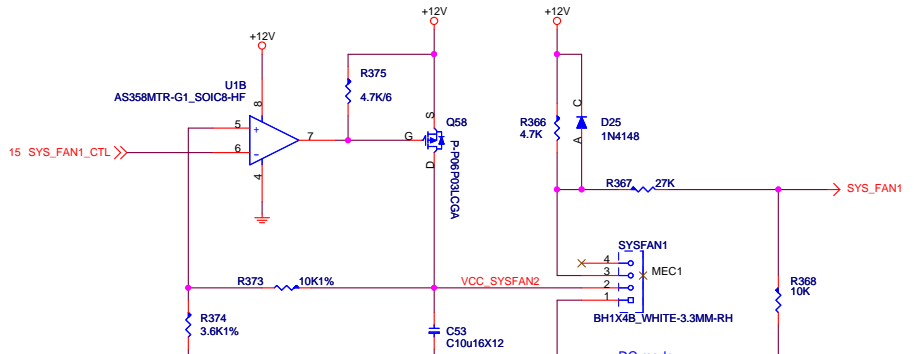 +12V
+12V
+12V
U1B
AS358MTR-G1_SOIC8-HF
8
5
+
6
-
7
4
15 SYS_FAN1_CTL
R375
4.7K/6
S
Q58
G
D
P-P06P03LCGA
R366
4.7K
C
D25
1N4148
A
R367
27K
SYS_FAN1
SYSFAN1
4
3
2
1
MEC1
BH1X4B_WHITE-3.3MM-RH
R368
10K
R373
10K1%
VCC_SYSFAN2
R374
3.6K1%
C53
C10u16X12